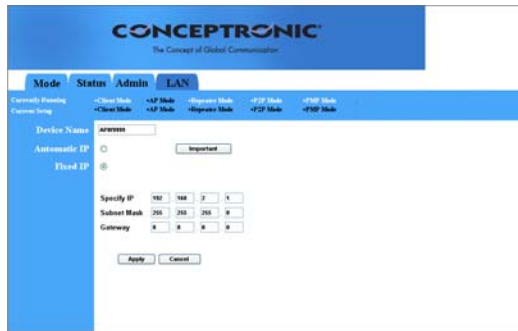 CONCEPTRONIC
The Concept of Global Communication
Mode Status Admin LAN
Currently Running •Client Mode •AP Mode •Repeater Mode •P2P Mode •PMP Mode
Current Setup •Client Mode •AP Mode •Repeater Mode •P2P Mode •PMP Mode
Device Name
Automatic IP Important
Fixed IP
Specify IP 192 168 2 1
Subnet Mask 255 255 255 0
Gateway 0 0 0 0
Apply Cancel